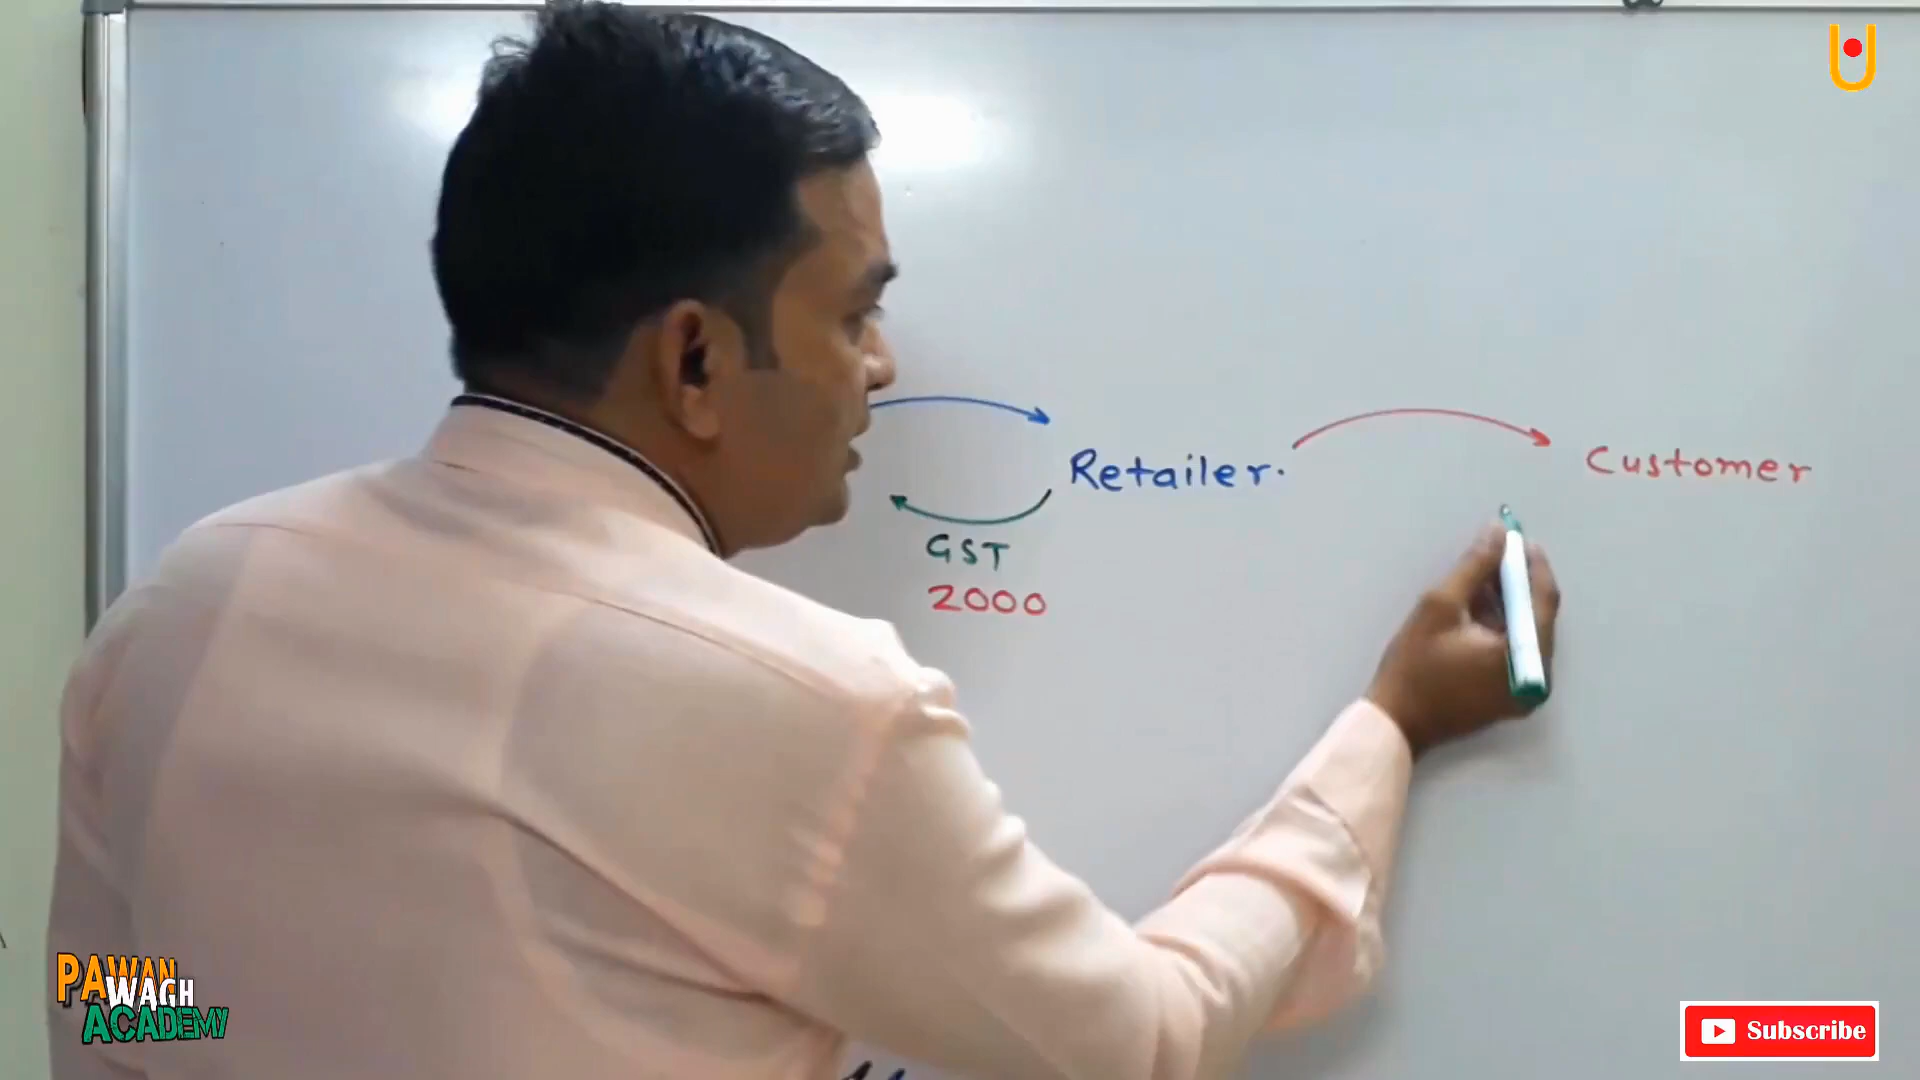 Retailer.
Customer
GST
2000
PAWAN
WAGH
ACADEMY
Subscribe